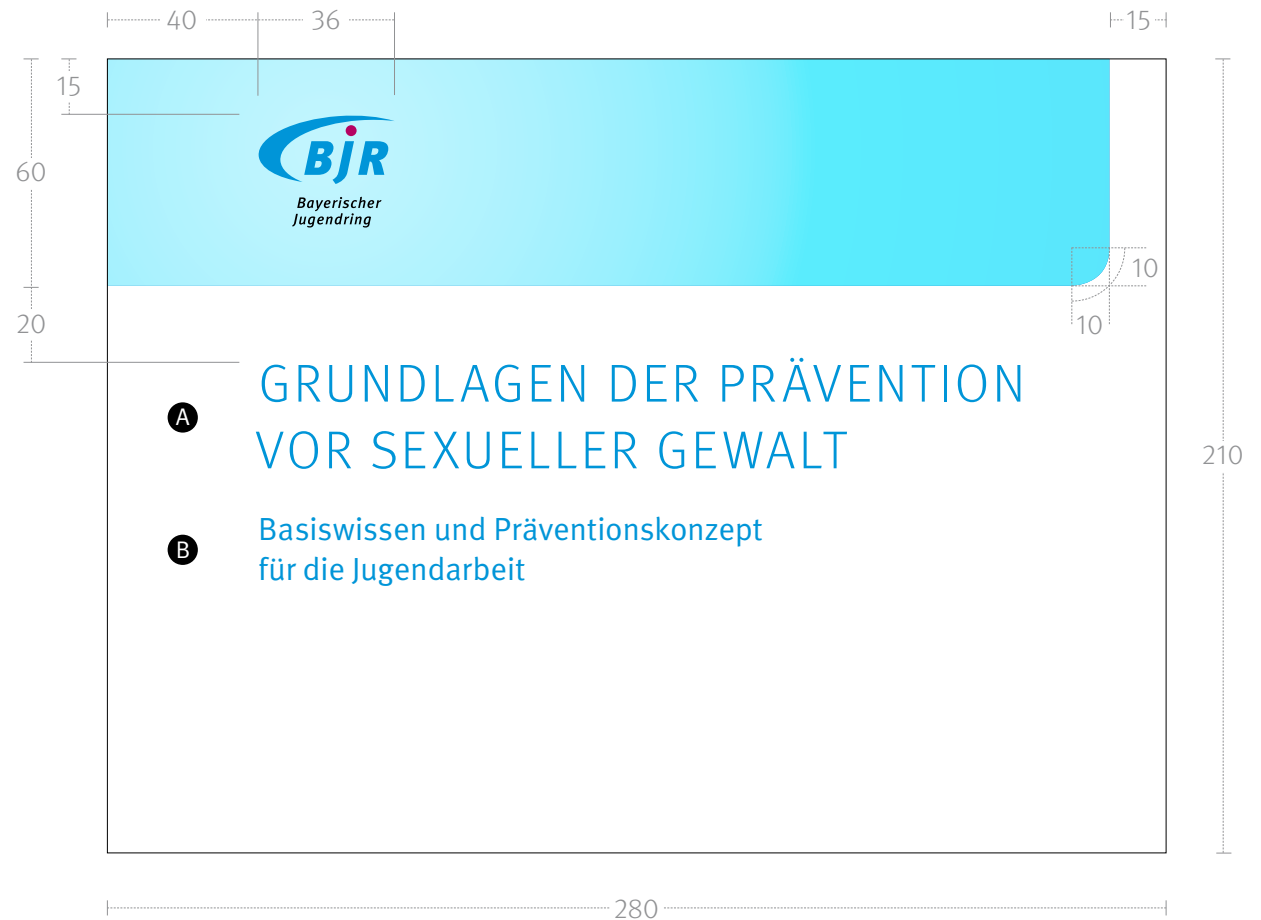 40 36 15
15
60
BJR
Bayerischer
Jugendring
10
10
20
GRUNDLAGEN DER PRÄVENTION
A
VOR SEXUELLER GEWALT
210
Basiswissen und Präventionskonzept
B
für die Jugendarbeit
280